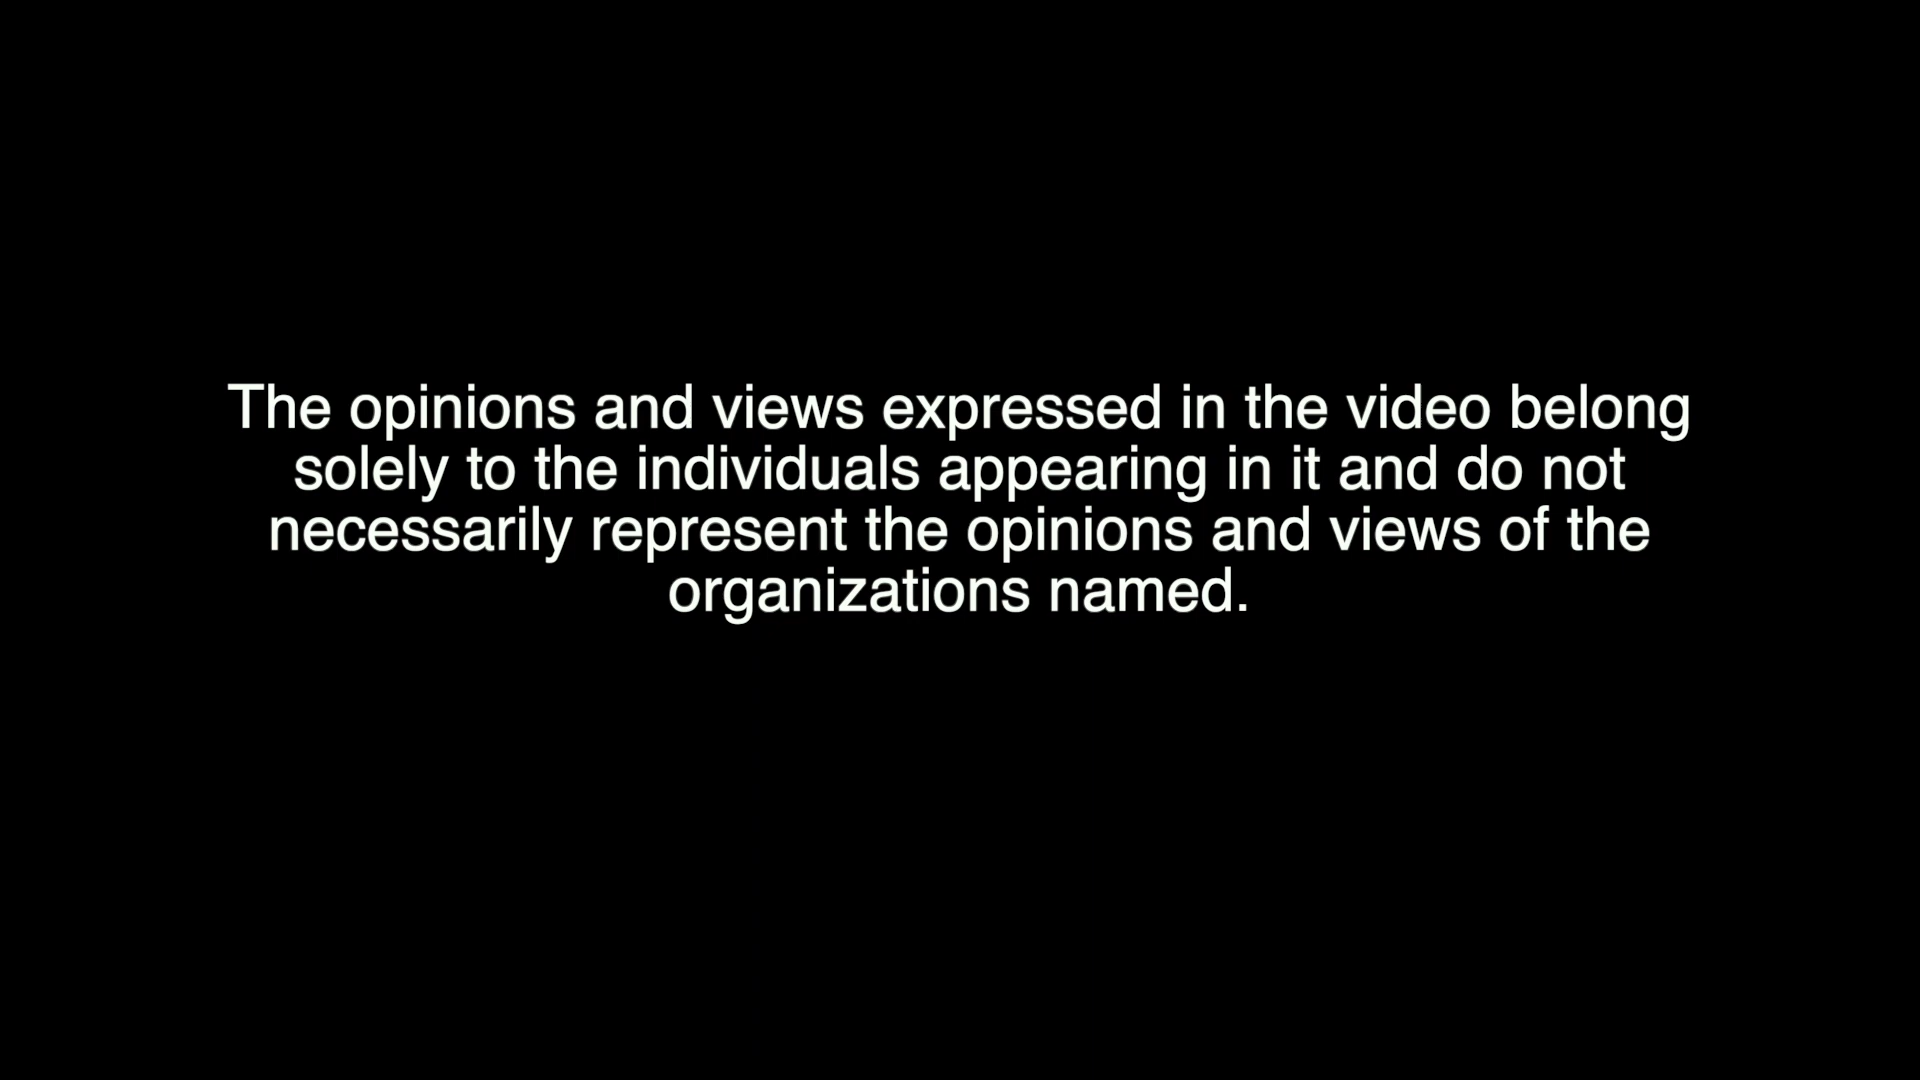 The opinions and views expressed in the video belong
solely to the individuals appearing in it and do not
necessarily represent the opinions and views of the
organizations named.